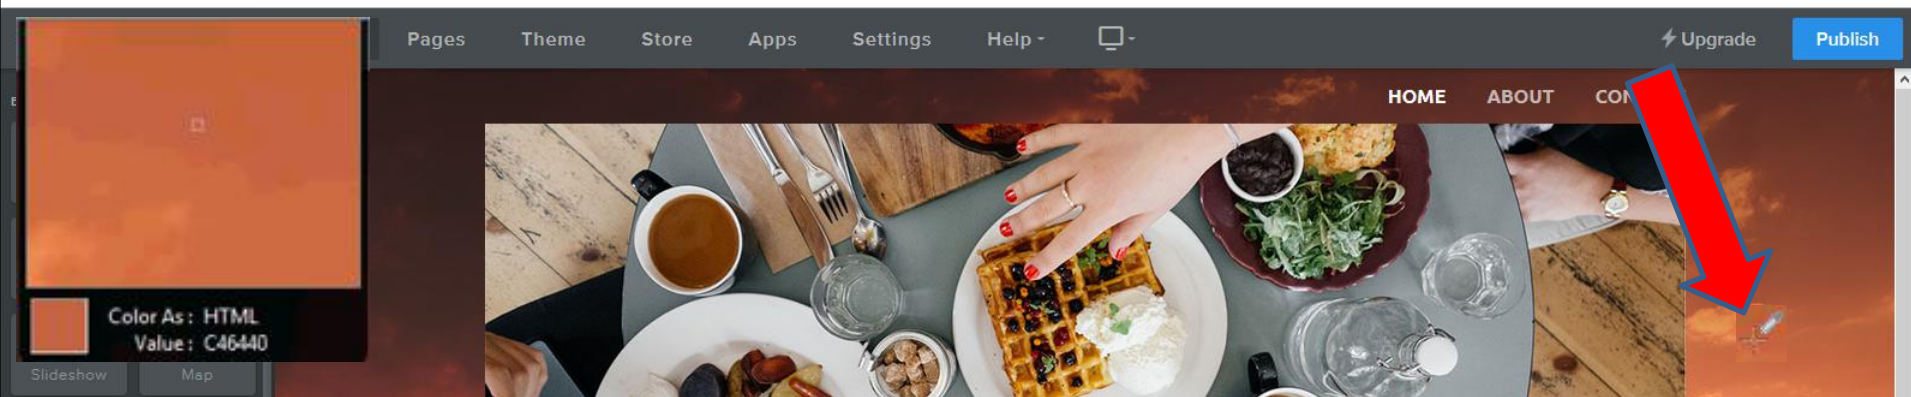 Pages Theme Store Apps Settings Help Upgrade Publish
HOME ABOUT
Color As : HTML
Value : C46440
Slideshow Map